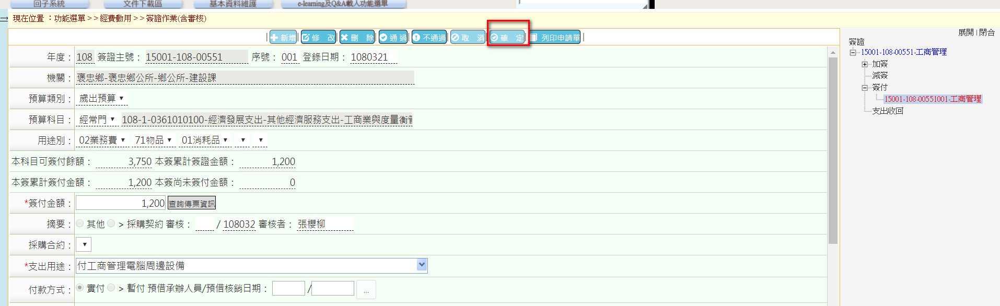 回子系統 文件下載區 基本資料維護 e-learning及Q&A載入功能選單
現在位置 ：功能選單>>經費動用>>簽證作業(含審核)
展開|閉合
新增 修 改 刪 除 通 過 不通過 取 消 確 定 列印申請單
簽證
15001-108-00551-工商管理
加簽
減簽
簽付
15001-108-00551001-工商管理
支出收回
年度： 108 簽證主號： 15001-108-00551 序號： 001 登錄日期： 1080321
機關： 褒忠鄉-褒忠鄉公所-鄉公所-建設課
預算類別： 歲出預算
預算科目： 經常門 108-1-0361010100-經濟發展支出-其他經濟服務支出-工商業與度量衡管
用途別： 02業務費 71物品 01消耗品
本科目可簽付餘額： 3,750 本簽累計簽證金額： 1,200
本簽累計簽付金額： 1,200 本簽尚未簽付金額： 0
*簽付金額： 1,200 查詢傳票資訊
摘要： 其他 > 採購契約 審核： / 108032 審核者： 張櫻柳
採購合約：
*支出用途： 付工商管理電腦周邊設備
付款方式： 實付 > 暫付 預借承辦人員/預借核銷日期： / ...